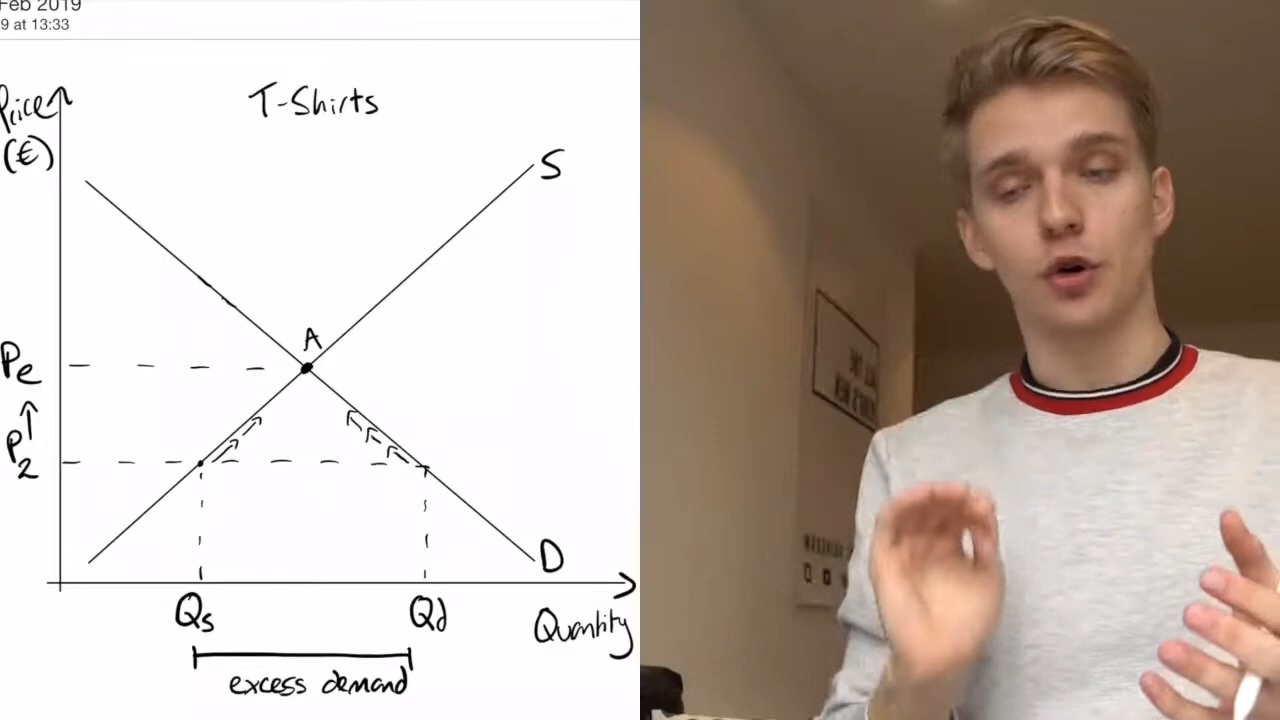 Feb 2019
9 at 13:33
T-Shirts
Price
(€)
S
A
Pe
P2
D
Qs
Qd
Quantity
excess demand